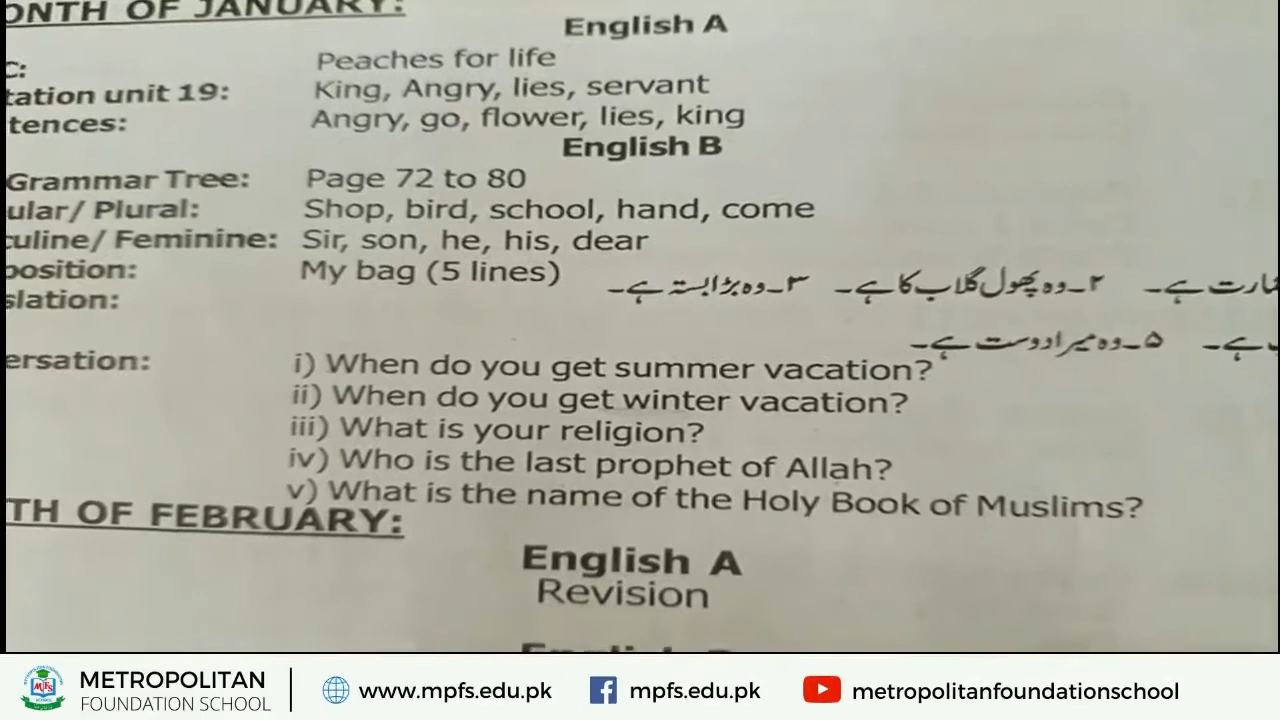 ONTH OF JANUARY:
English A
C: Peaches for life
tation unit 19: King, Angry, lies, servant
tences: Angry, go, flower, lies, king
English B
Grammar Tree: Page 72 to 80
ular/ Plural: Shop, bird, school, hand, come
culine/ Feminine: Sir, son, he, his, dear
position: My bag (5 lines)
slation: ۲۔وہ پھول گلاب کا ہے۔ ۳۔وہ بڑا بستہ ہے۔
ہے۔ ۵۔وہ میرا دوست ہے۔
ersation: i) When do you get summer vacation?
ii) When do you get winter vacation?
iii) What is your religion?
iv) Who is the last prophet of Allah?
v) What is the name of the Holy Book of Muslims?
TH OF FEBRUARY:
English A
Revision
METROPOLITAN
FOUNDATION SCHOOL
www.mpfs.edu.pk
mpfs.edu.pk
metropolitanfoundationschool